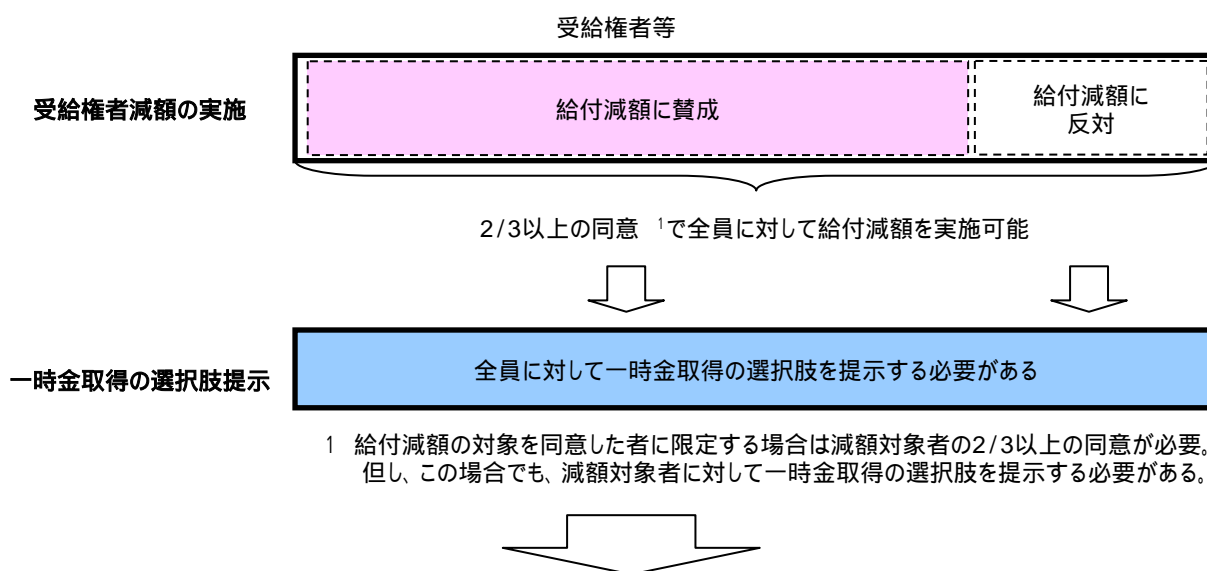 受給権者等
受給権者減額の実施
給付減額に賛成
給付減額に
反対
2/3以上の同意 1で全員に対して給付減額を実施可能
一時金取得の選択肢提示
全員に対して一時金取得の選択肢を提示する必要がある
1 給付減額の対象を同意した者に限定する場合は減額対象者の2/3以上の同意が必要。
但し、この場合でも、減額対象者に対して一時金取得の選択肢を提示する必要がある。